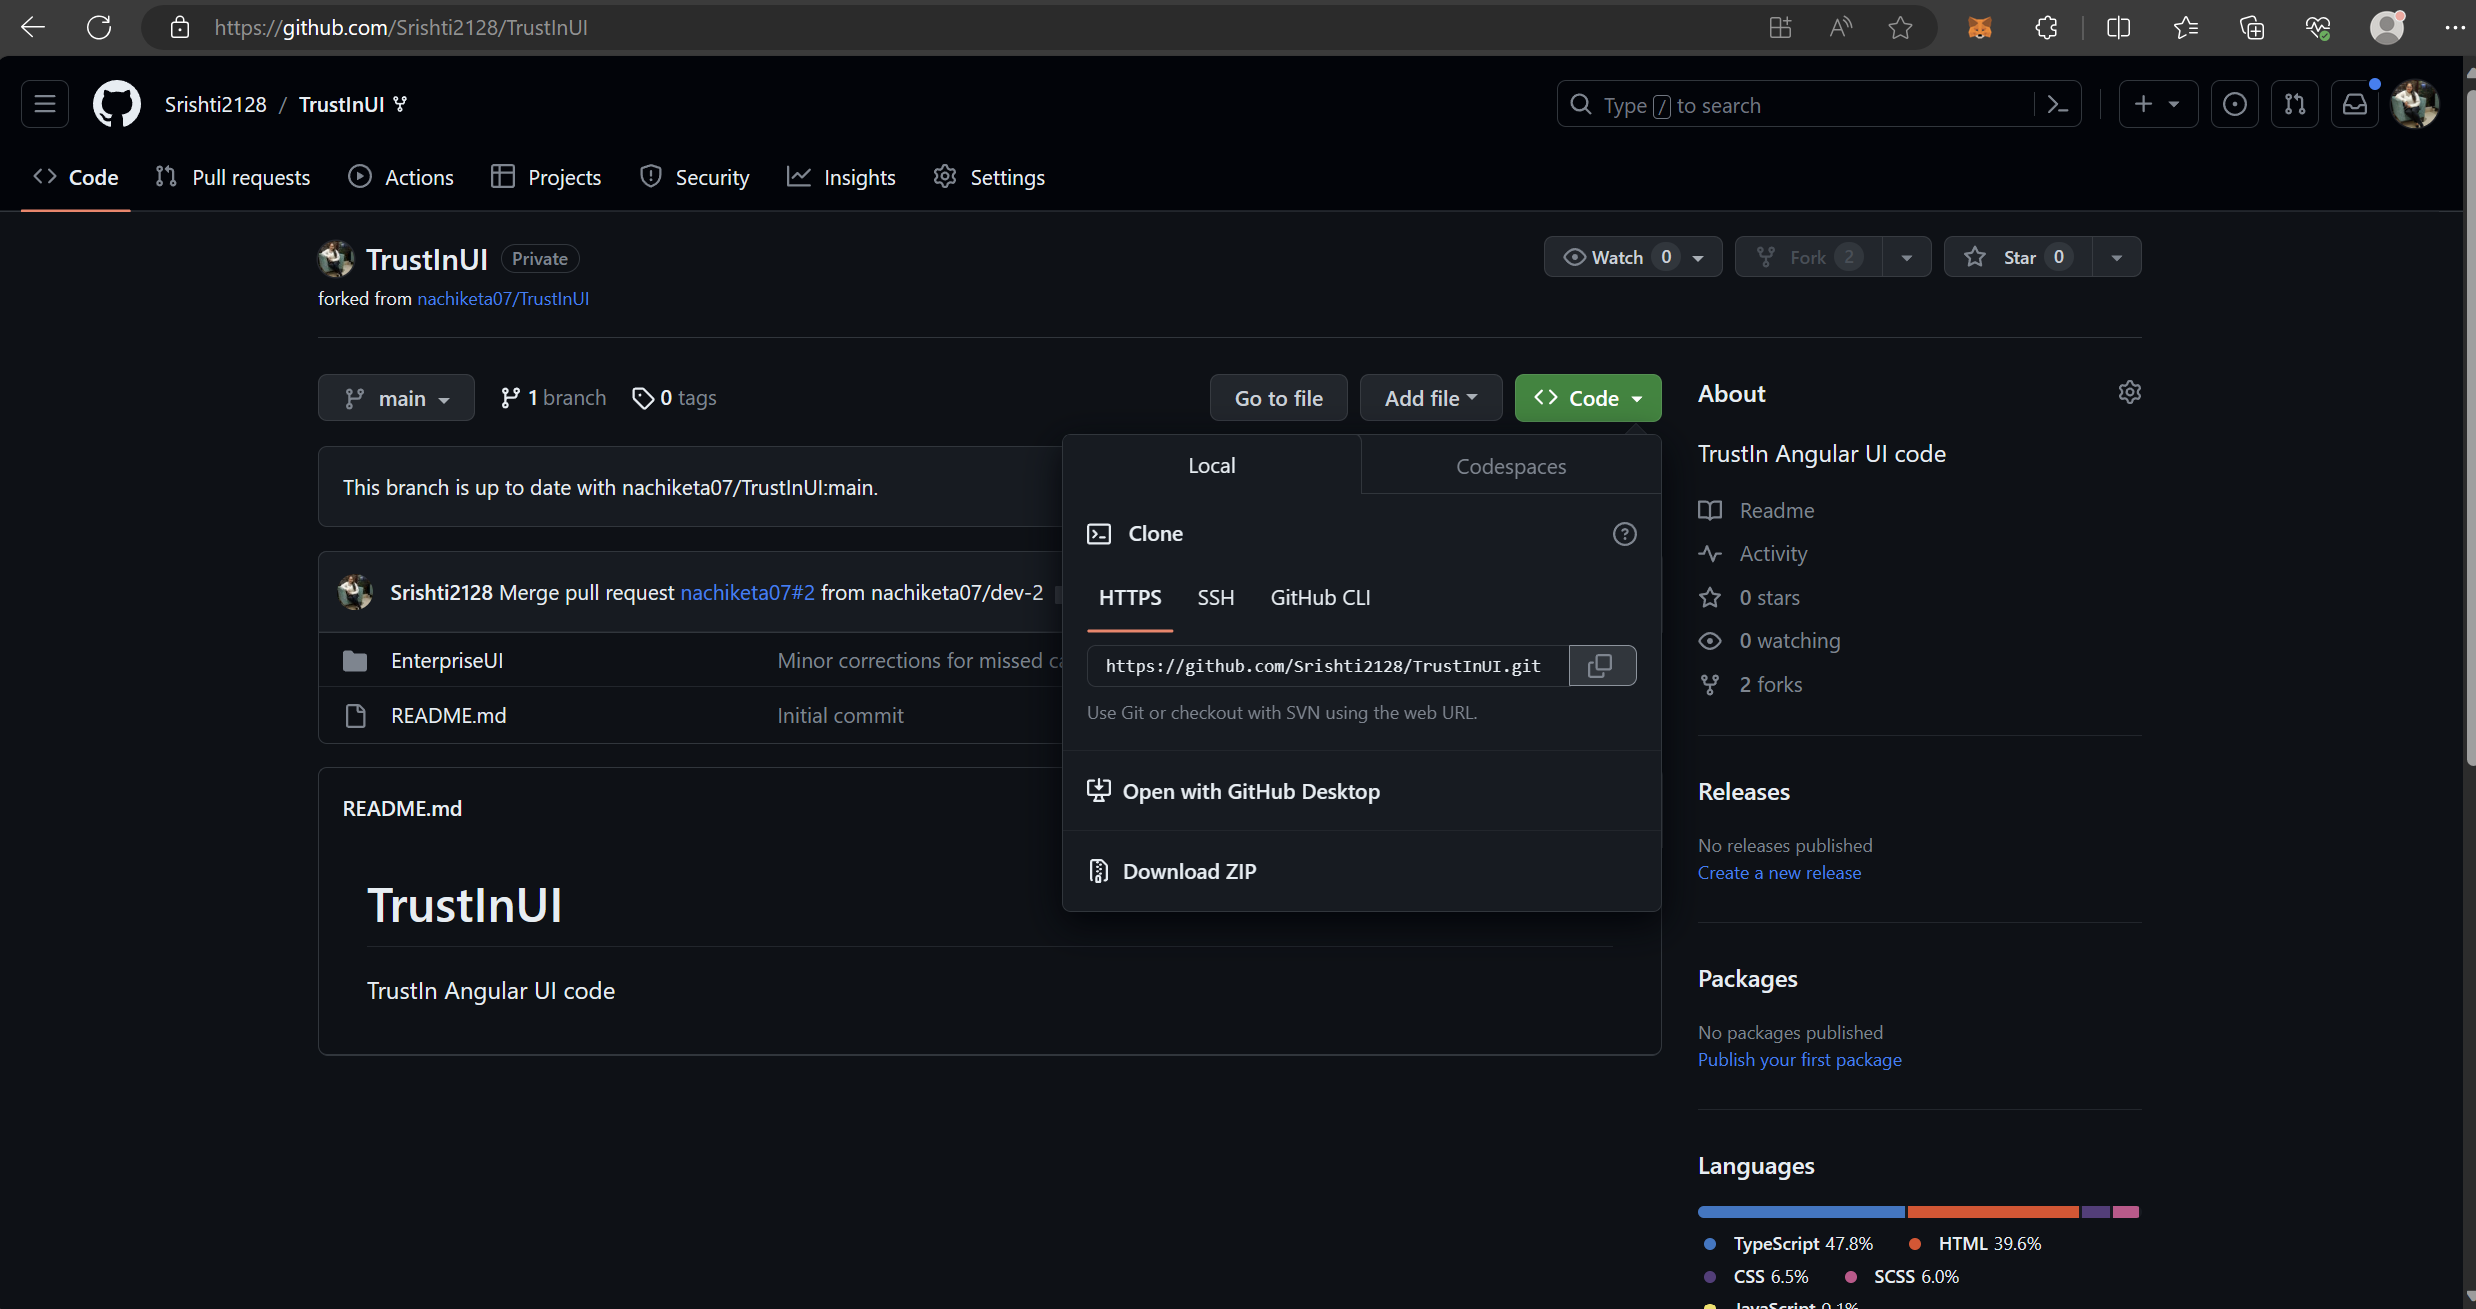 https://github.com/Srishti2128/TrustInUI
Srishti2128 / TrustInUI
Type / to search
Code Pull requests Actions Projects Security Insights Settings
TrustInUI Private
Watch 0 Fork 2 Star 0
forked from nachiketa07/TrustInUI
main 1 branch 0 tags Go to file Add file Code
This branch is up to date with nachiketa07/TrustInUI:main.
Srishti2128 Merge pull request nachiketa07#2 from nachiketa07/dev-2
EnterpriseUI Minor corrections for missed
README.md Initial commit
README.md
TrustInUI
TrustIn Angular UI code
Local Codespaces
Clone
HTTPS SSH GitHub CLI
https://github.com/Srishti2128/TrustInUI.git
Use Git or checkout with SVN using the web URL.
Open with GitHub Desktop
Download ZIP
About
TrustIn Angular UI code
Readme
Activity
0 stars
0 watching
2 forks
Releases
No releases published
Create a new release
Packages
No packages published
Publish your first package
Languages
TypeScript 47.8% HTML 39.6%
CSS 6.5% SCSS 6.0%
JavaScript 0.1%